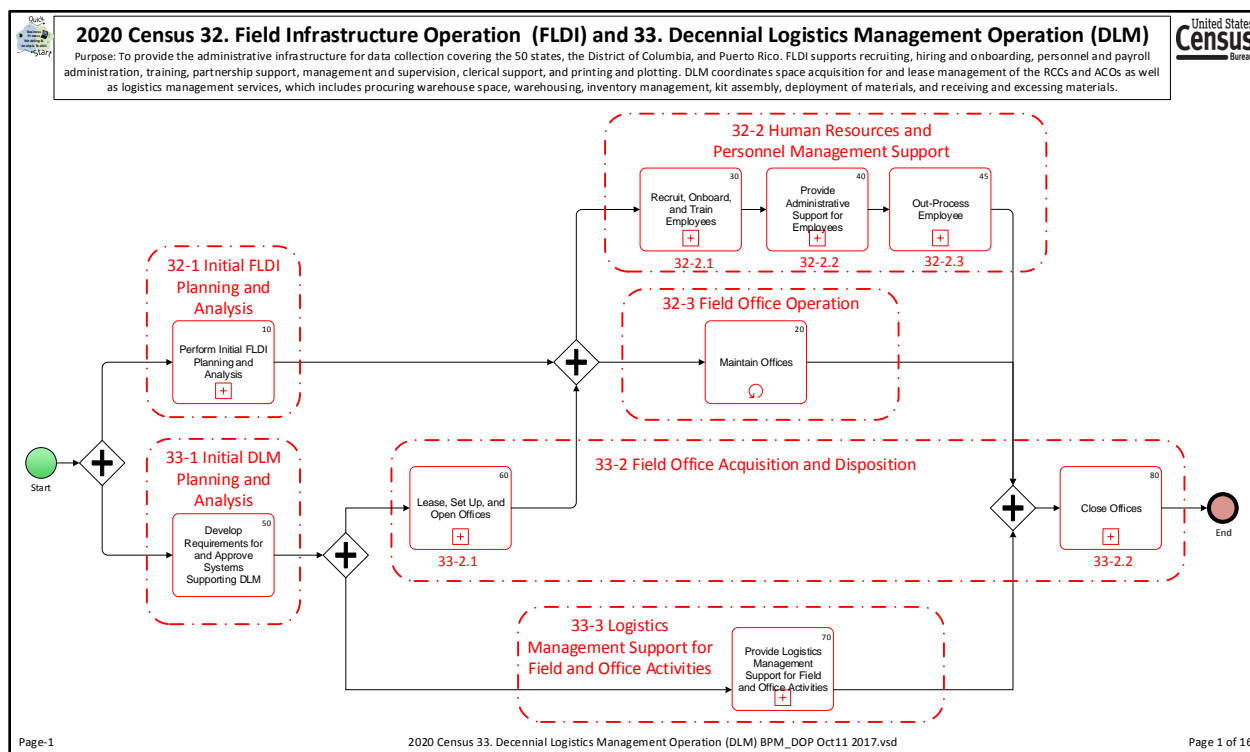 Quick
Business
Process
Modeling &
Analysis Toolkit
Start
2020 Census 32. Field Infrastructure Operation (FLDI) and 33. Decennial Logistics Management Operation (DLM)
Purpose: To provide the administrative infrastructure for data collection covering the 50 states, the District of Columbia, and Puerto Rico. FLDI supports recruiting, hiring and onboarding, personnel and payroll
administration, training, partnership support, management and supervision, clerical support, and printing and plotting. DLM coordinates space acquisition for and lease management of the RCCs and ACOs as well
as logistics management services, which includes procuring warehouse space, warehousing, inventory management, kit assembly, deployment of materials, and receiving and excessing materials.
United States
Census
Bureau
32-2 Human Resources and
Personnel Management Support
30
Recruit, Onboard,
and Train
Employees
32-2.1
40
Provide
Administrative
Support for
Employees
32-2.2
45
Out-Process
Employee
32-2.3
32-1 Initial FLDI
Planning and
Analysis
10
Perform Initial FLDI
Planning and
Analysis
32-3 Field Office Operation
20
Maintain Offices
Start
33-1 Initial DLM
Planning and
Analysis
50
Develop
Requirements for
and Approve
Systems
Supporting DLM
33-2 Field Office Acquisition and Disposition
60
Lease, Set Up, and
Open Offices
33-2.1
80
Close Offices
33-2.2
End
33-3 Logistics
Management Support for
Field and Office Activities
70
Provide Logistics
Management
Support for Field
and Office Activities
Page-1
2020 Census 33. Decennial Logistics Management Operation (DLM) BPM_DOP Oct11 2017.vsd
Page 1 of 16